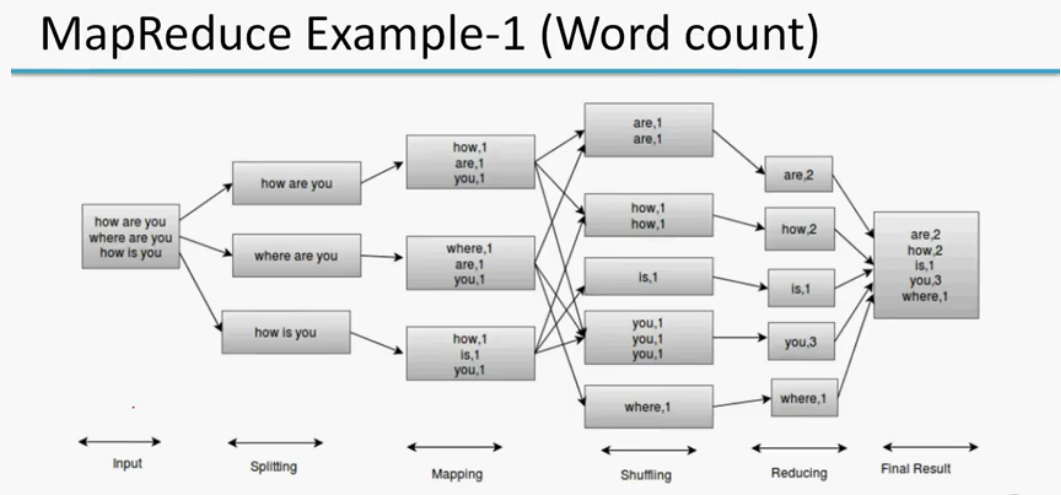 MapReduce Example-1 (Word count)
how are you
where are you
how is you
how are you
where are you
how is you
how,1
are,1
you,1
where,1
are,1
you,1
how,1
is,1
you,1
are,1
are,1
how,1
how,1
is,1
you,1
you,1
you,1
where,1
are,2
how,2
is,1
you,3
where,1
are,2
how,2
is,1
you,3
where,1
Input
Splitting
Mapping
Shuffling
Reducing
Final Result